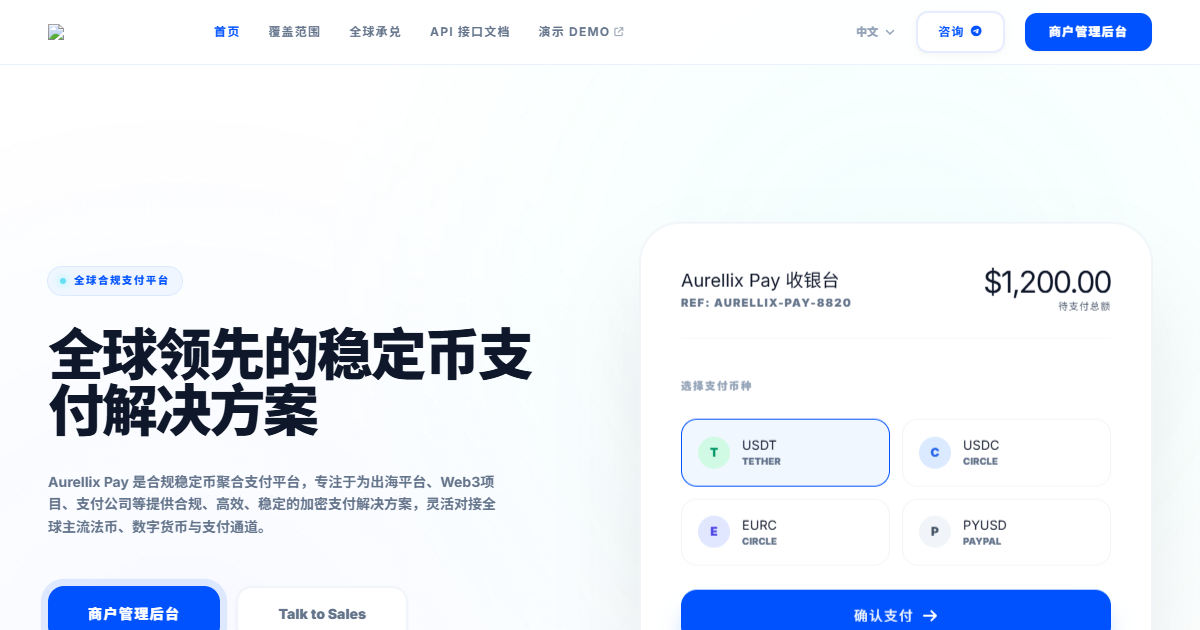 首页
覆盖范围
全球承兑
API 接口文档
演示 DEMO
中文
咨询
商户管理后台
全球合规支付平台
全球领先的稳定币支
付解决方案
Aurellix Pay 是合规稳定币聚合支付平台，专注于为出海平台、Web3项
目、支付公司等提供合规、高效、稳定的加密支付解决方案，灵活对接全
球主流法币、数字货币与支付通道。
商户管理后台
Talk to Sales
Aurellix Pay 收银台
REF: AURELLIX-PAY-8820
$1,200.00
待支付总额
选择支付币种
T
USDT
TETHER
C
USDC
CIRCLE
E
EURC
CIRCLE
P
PYUSD
PAYPAL
确认支付